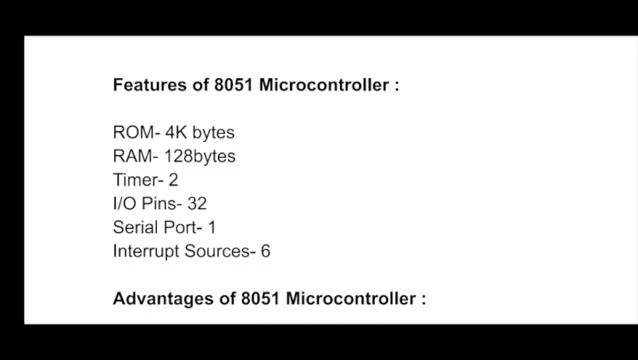 Features of 8051 Microcontroller :
ROM- 4K bytes
RAM- 128bytes
Timer- 2
I/O Pins- 32
Serial Port- 1
Interrupt Sources- 6
Advantages of 8051 Microcontroller :